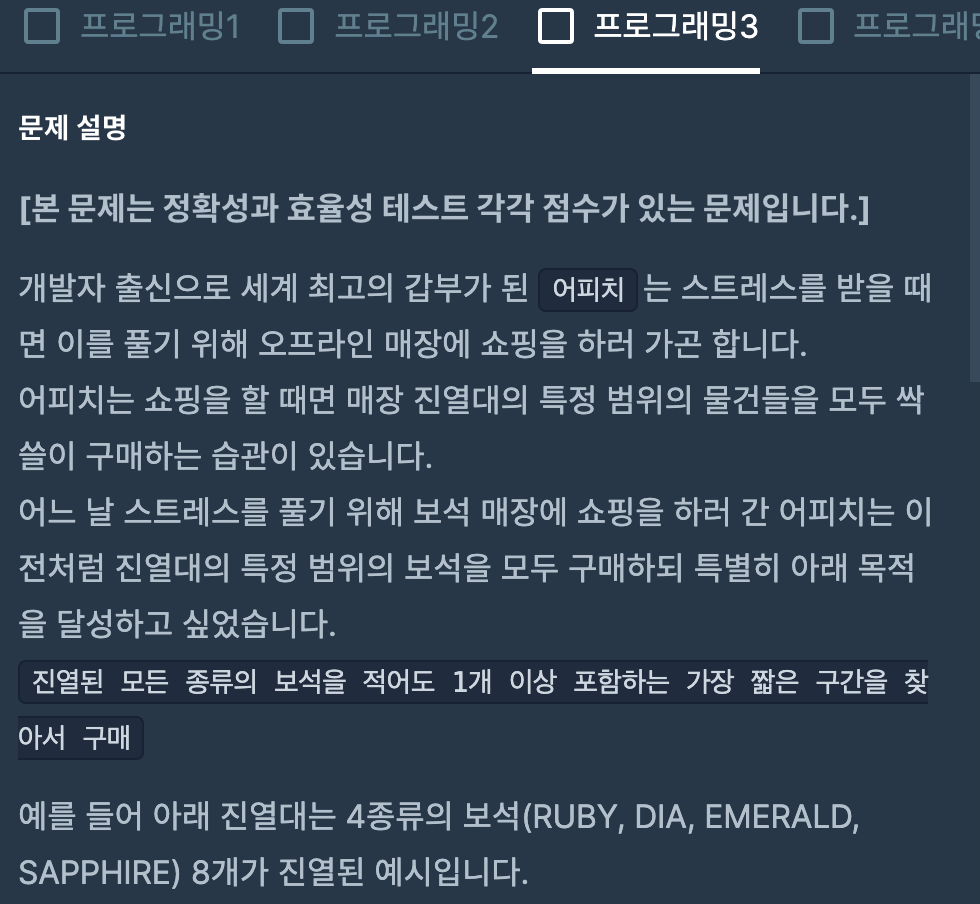 프로그래밍1 프로그래밍2 프로그래밍3 프로그래
문제 설명
[본 문제는 정확성과 효율성 테스트 각각 점수가 있는 문제입니다.]
개발자 출신으로 세계 최고의 갑부가 된 어피치 는 스트레스를 받을 때
면 이를 풀기 위해 오프라인 매장에 쇼핑을 하러 가곤 합니다.
어피치는 쇼핑을 할 때면 매장 진열대의 특정 범위의 물건들을 모두 싹
쓸이 구매하는 습관이 있습니다.
어느 날 스트레스를 풀기 위해 보석 매장에 쇼핑을 하러 간 어피치는 이
전처럼 진열대의 특정 범위의 보석을 모두 구매하되 특별히 아래 목적
을 달성하고 싶었습니다.
진열된 모든 종류의 보석을 적어도 1개 이상 포함하는 가장 짧은 구간을 찾
아서 구매
예를 들어 아래 진열대는 4종류의 보석(RUBY, DIA, EMERALD,
SAPPHIRE) 8개가 진열된 예시입니다.